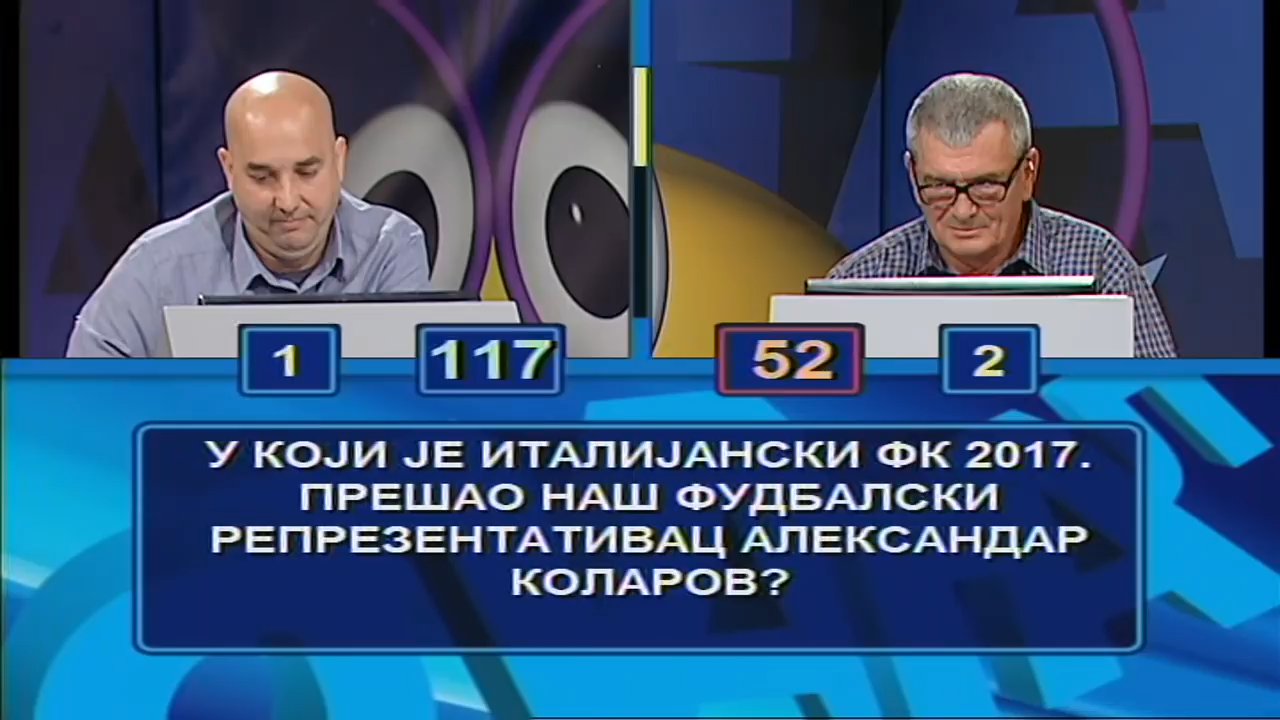 1
117
52
2
У КОЈИ ЈЕ ИТАЛИЈАНСКИ ФК 2017.
ПРЕШАО НАШ ФУДБАЛСКИ
РЕПРЕЗЕНТАТИВАЦ АЛЕКСАНДАР
КОЛАРОВ?